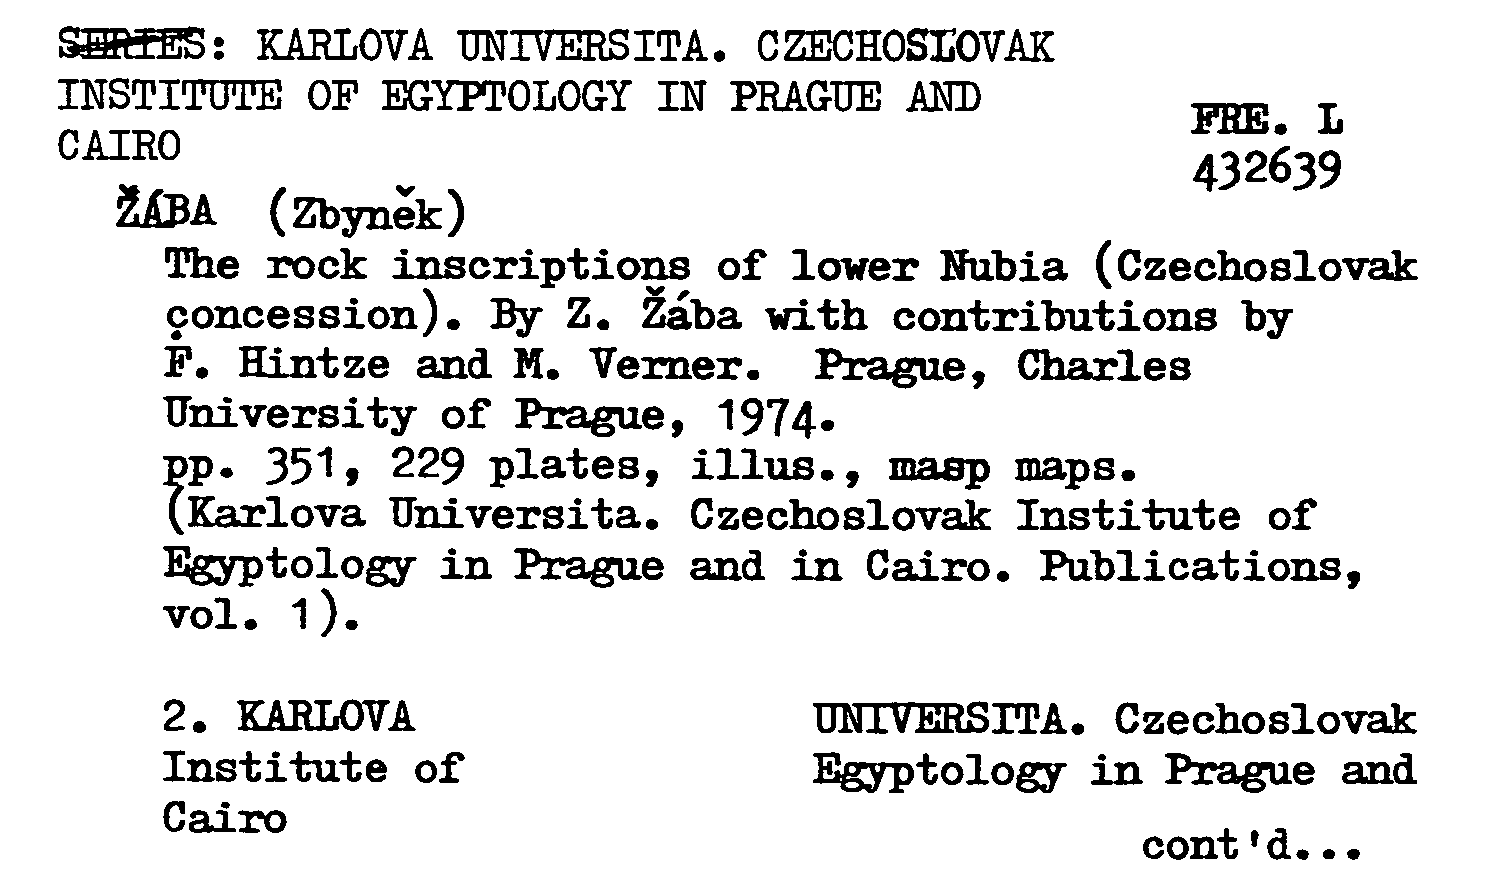 SERIES: KARLOVA UNIVERSITA. CZECHOSLOVAK
INSTITUTE OF EGYPTOLOGY IN PRAGUE AND
CAIRO
FRE. L
432639
ŽÁBA (Zbyněk)
The rock inscriptions of lower Nubia (Czechoslovak
concession). By Z. Žába with contributions by
F. Hintze and M. Verner. Prague, Charles
University of Prague, 1974.
pp. 351, 229 plates, illus., masp maps.
(Karlova Universita. Czechoslovak Institute of
Egyptology in Prague and in Cairo. Publications,
vol. 1).
2. KARLOVA UNIVERSITA. Czechoslovak
Institute of Egyptology in Prague and
Cairo
cont'd...